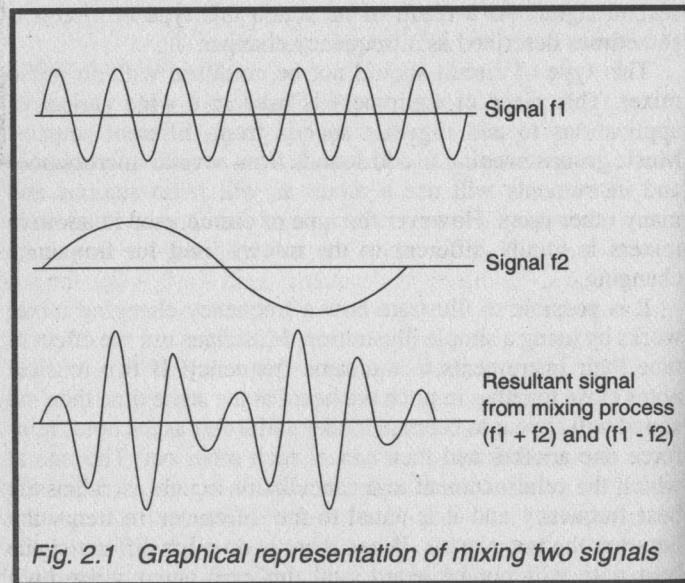 Signal f1
Signal f2
Resultant signal
from mixing process
(f1 + f2) and (f1 - f2)
Fig. 2.1 Graphical representation of mixing two signals